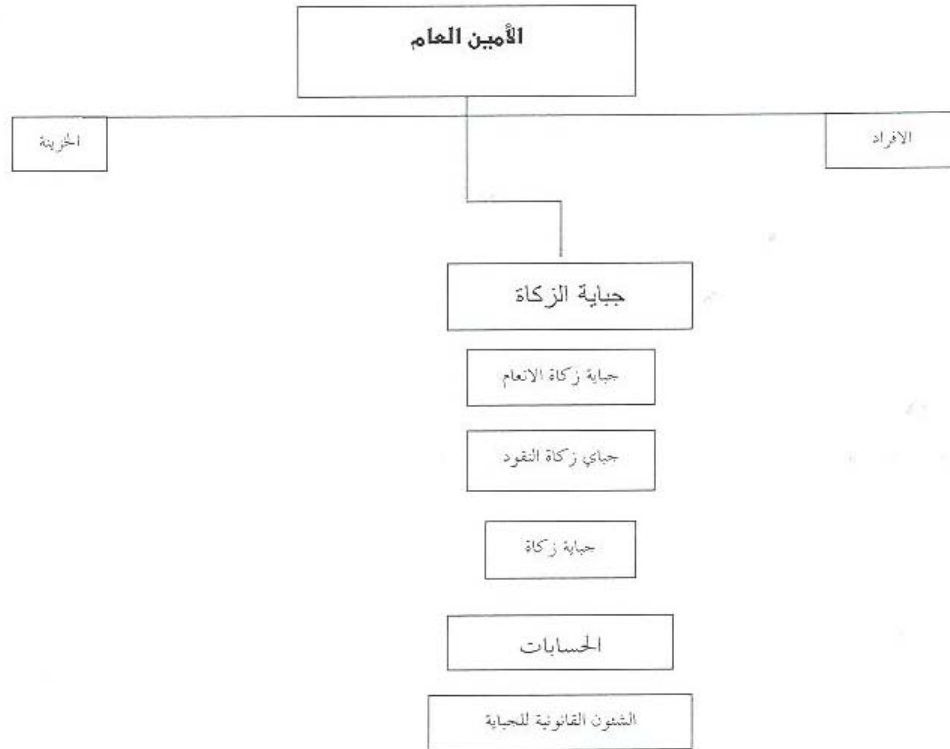 الأمين العام
الافراد
الخزينة
جباية الزكاة
جباية زكاة الانعام
جباي زكاة النقود
جباية زكاة
الحسابات
الشئون القانونية للجباية